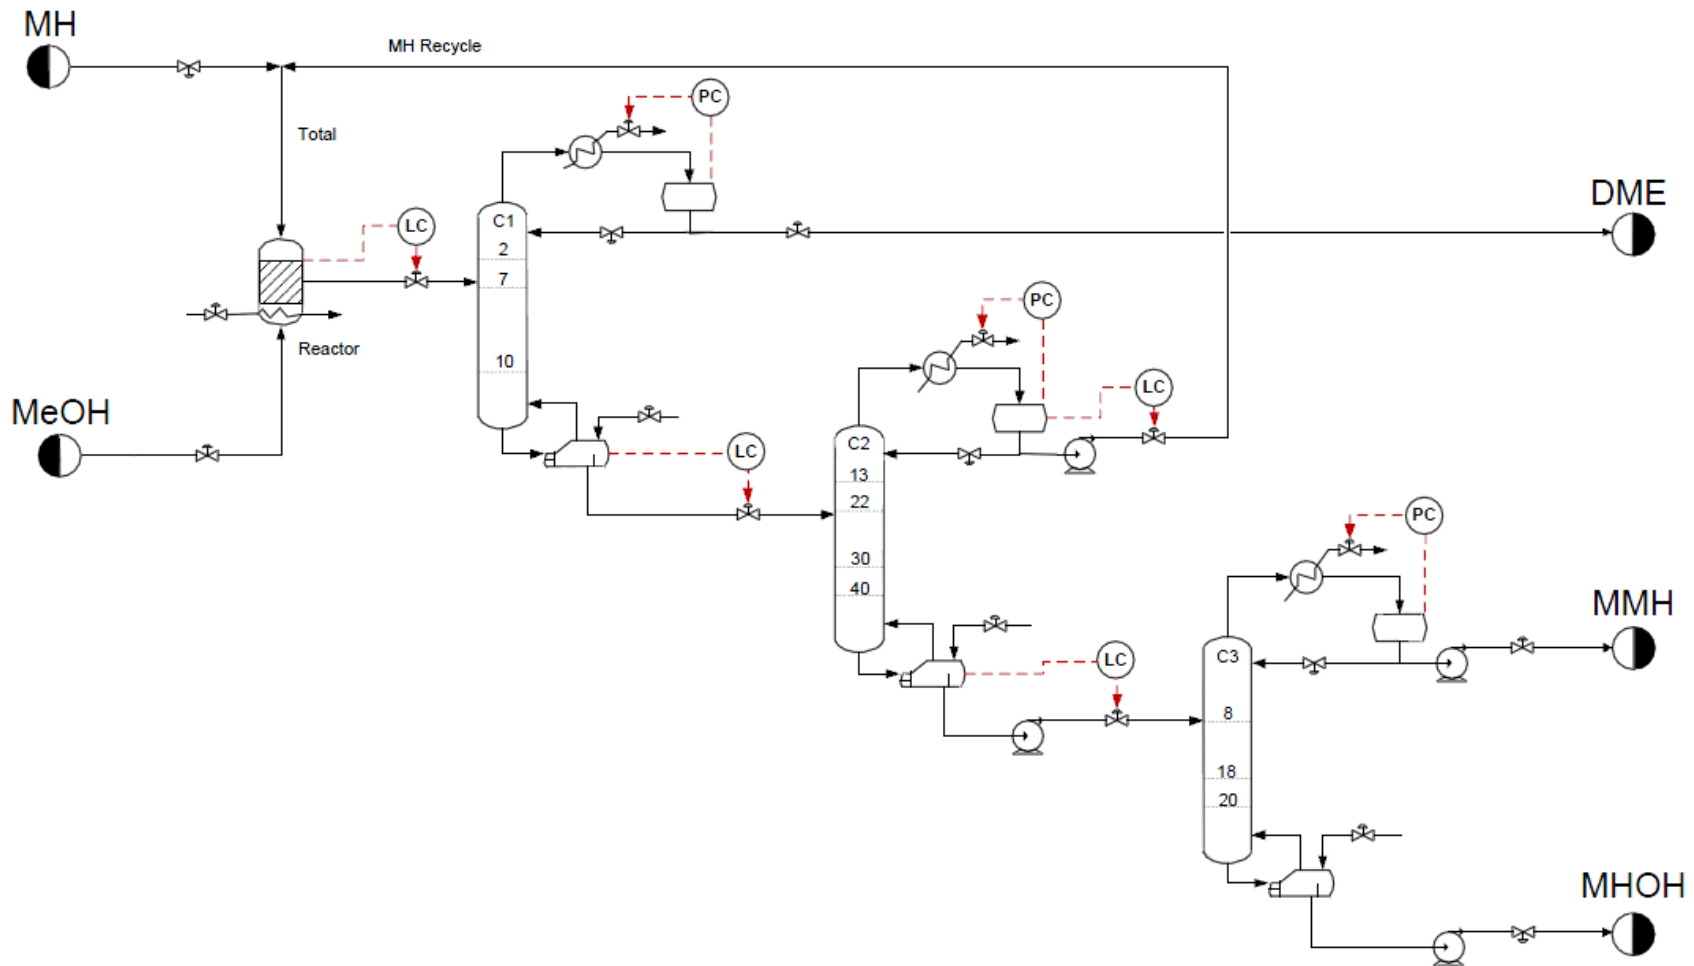 MH
MH Recycle
PC
Total
DME
LC
C1
2
7
PC
Reactor
10
LC
MeOH
C2
LC
13
22
PC
30
40
MMH
LC
C3
8
18
20
MHOH